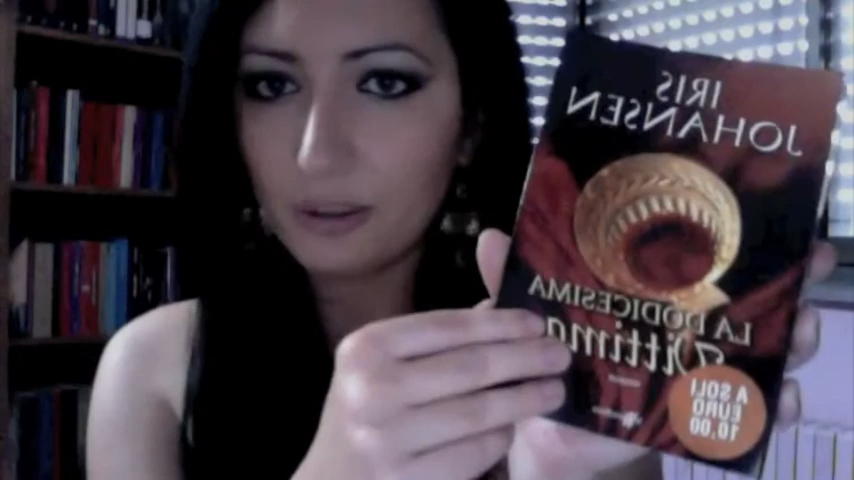 IRIS
JOHANSEN
LA DODICESIMA
Vittima
A SOLI
EURO
10,00